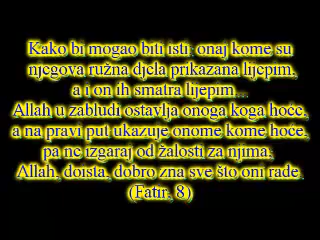 Kako bi mogao biti isti  onaj kome su
njegova ružna djela prikazana lijepim,
a i on ih smatra lijepim...
Allah u zabludi ostavlja onoga koga hoće,
a na pravi put ukazuje onome kome hoće,
pa ne izgaraj od žalosti za njima.
Allah, doista, dobro zna sve što oni rade.
(Fatir, 8)